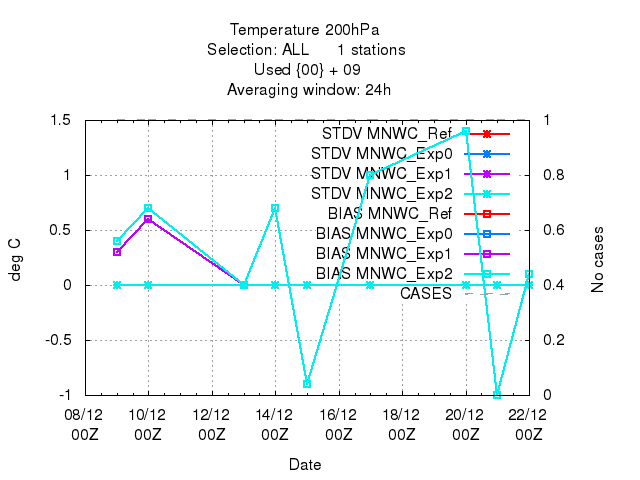 Temperature 200hPa
Selection: ALL 1 stations
Used {00} + 09
Averaging window: 24h
1.5
1
0.5
0
-0.5
-1
deg C
1
0.8
0.6
0.4
0.2
0
No cases
STDV MNWC_Ref
STDV MNWC_Exp0
STDV MNWC_Exp1
STDV MNWC_Exp2
BIAS MNWC_Ref
BIAS MNWC_Exp0
BIAS MNWC_Exp1
BIAS MNWC_Exp2
CASES
08/12 10/12 12/12 14/12 16/12 18/12 20/12 22/12
00Z 00Z 00Z 00Z 00Z 00Z 00Z 00Z
Date